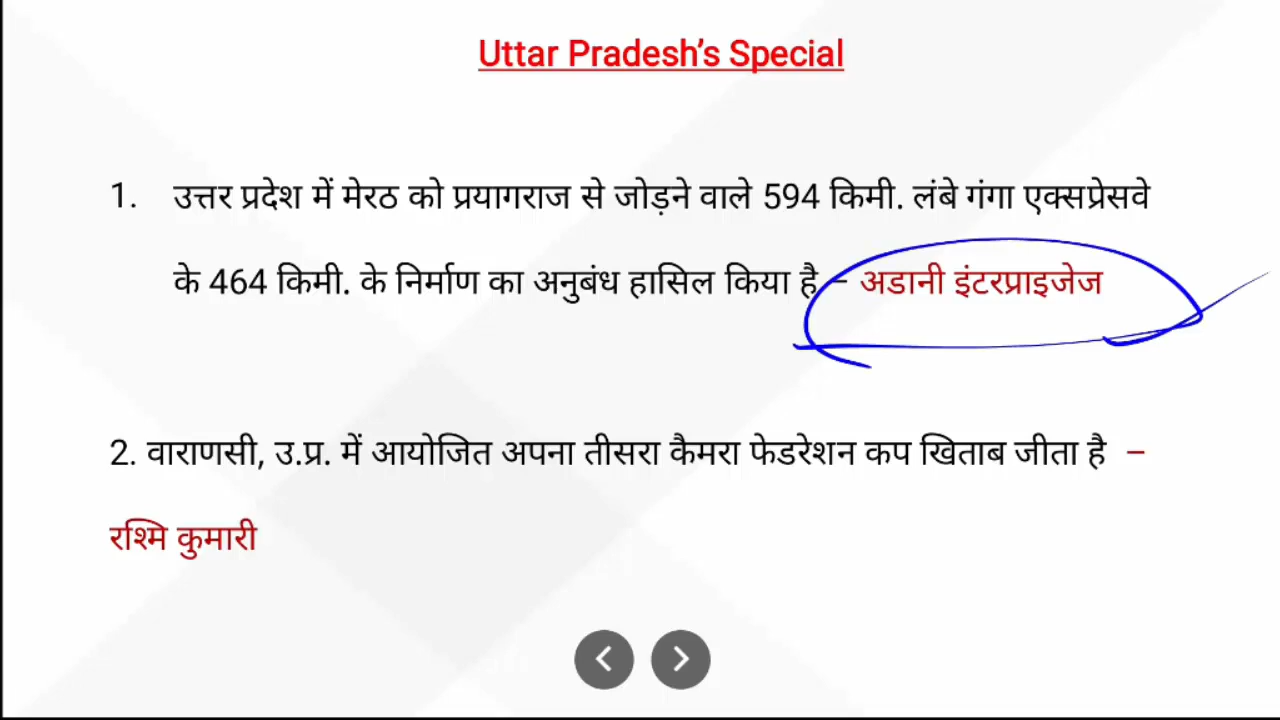 Uttar Pradesh’s Special
1. उत्तर प्रदेश में मेरठ को प्रयागराज से जोड़ने वाले 594 किमी. लंबे गंगा एक्सप्रेसवे
के 464 किमी. के निर्माण का अनुबंध हासिल किया है – अडानी इंटरप्राइजेज
2. वाराणसी, उ.प्र. में आयोजित अपना तीसरा कैमरा फेडरेशन कप खिताब जीता है –
रश्मि कुमारी